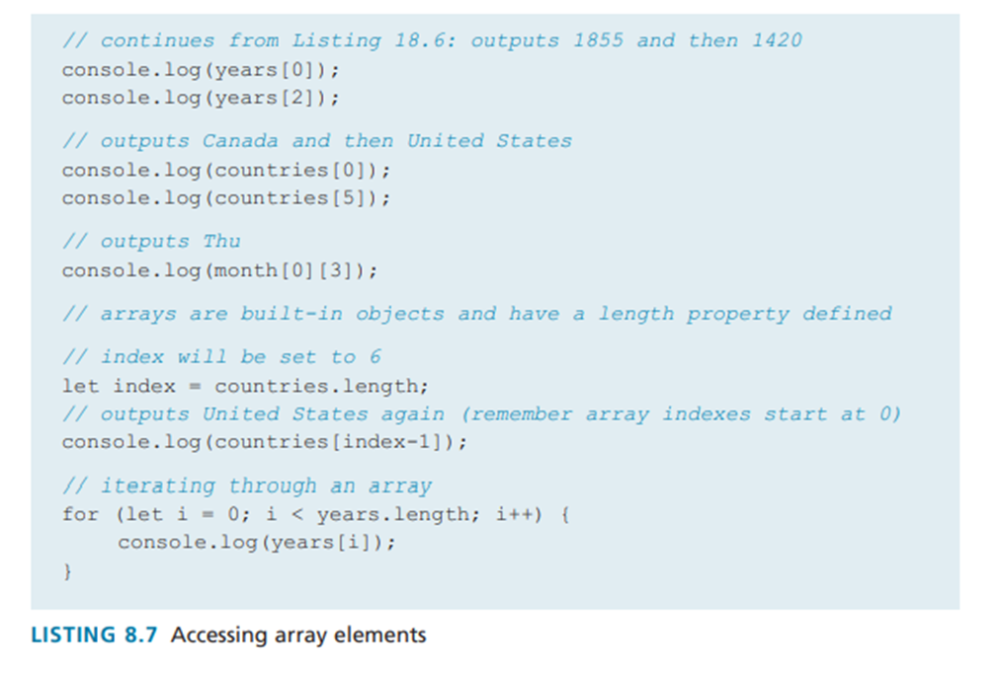 // continues from Listing 18.6: outputs 1855 and then 1420
console.log(years[0]);
console.log(years[2]);
// outputs Canada and then United States
console.log(countries[0]);
console.log(countries[5]);
// outputs Thu
console.log(month[0][3]);
// arrays are built-in objects and have a length property defined
// index will be set to 6
let index = countries.length;
// outputs United States again (remember array indexes start at 0)
console.log(countries[index-1]);
// iterating through an array
for (let i = 0; i < years.length; i++) {
    console.log(years[i]);
}
LISTING 8.7 Accessing array elements